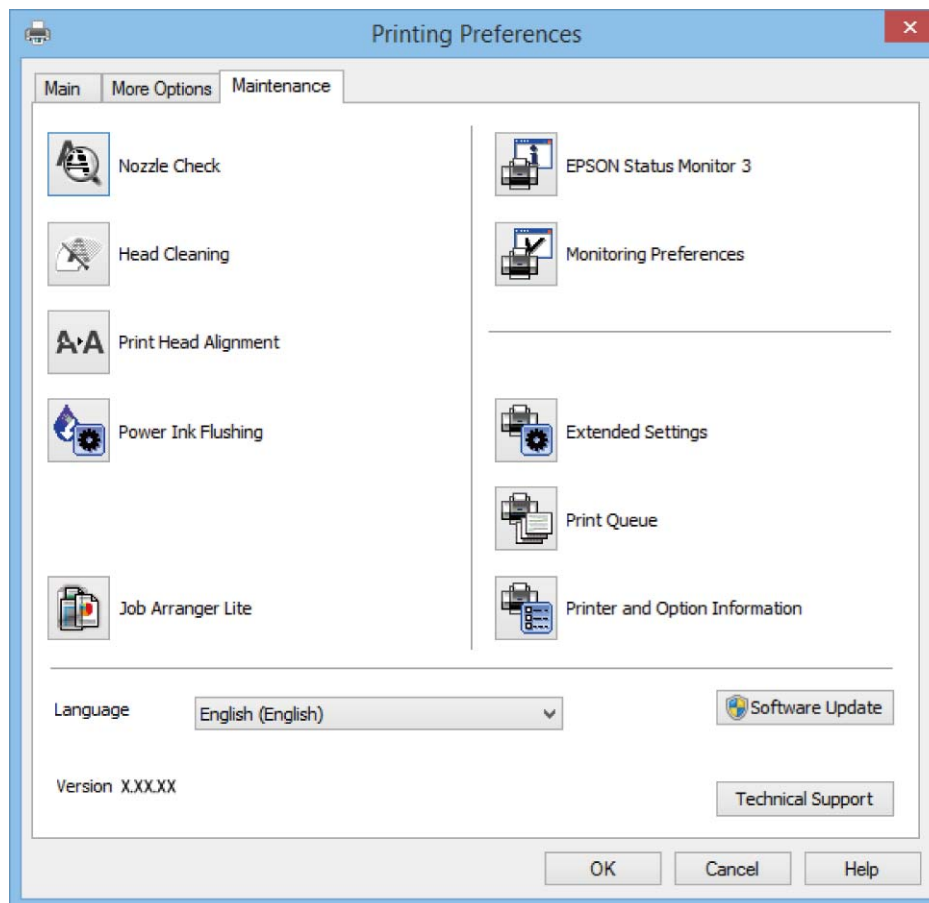 Printing Preferences
Main
More Options
Maintenance
Nozzle Check
Head Cleaning
A A
Print Head Alignment
Power Ink Flushing
Job Arranger Lite
EPSON Status Monitor 3
Monitoring Preferences
Extended Settings
Print Queue
Printer and Option Information
Language
English (English)
Software Update
Version X.XX.XX
Technical Support
OK
Cancel
Help